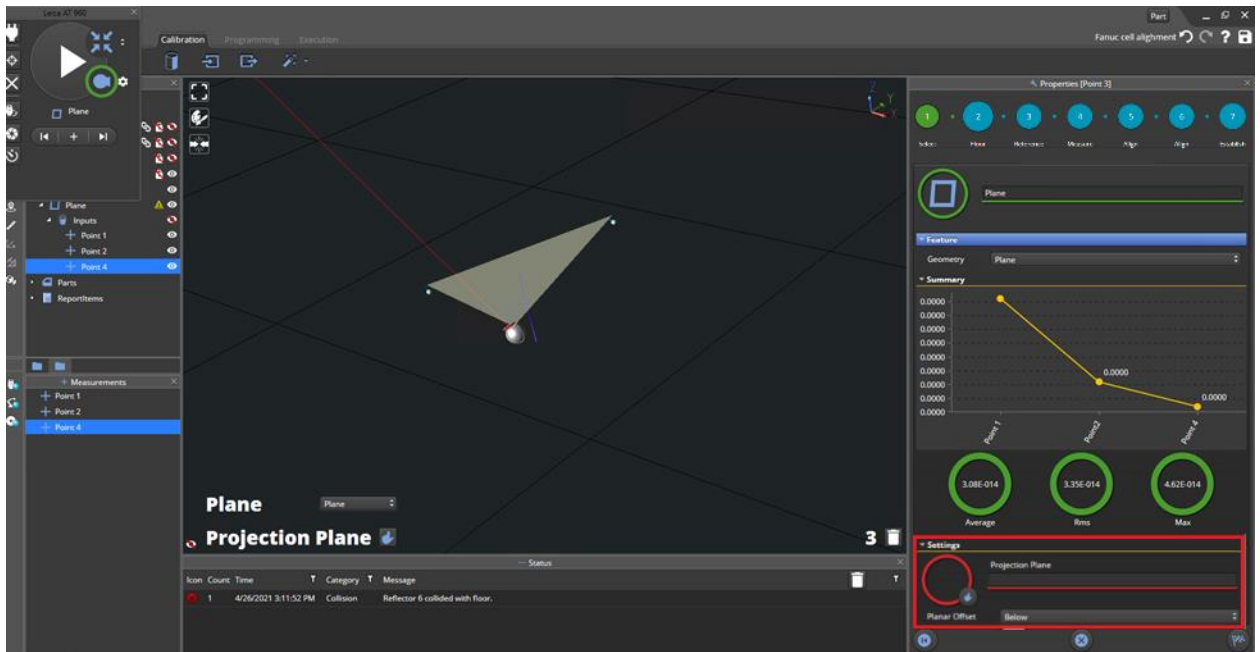 Leica AT 960
Part
Calibration Programming Execution
Fanuc cell alighment
Plane
Plane
Inputs
Point 1
Point 2
Point 4
Parts
ReportItems
+ Measurements
Point 1
Point 2
Point 4
Z
Y
Plane Plane
Projection Plane 3
Status
Icon Count Time Category Message
1 4/26/2021 3:11:52 PM Collision Reflector 6 collided with floor.
Properties [Point 3]
1 2 3 4 5 6 7
Select Floor Reference Measure Align Align Establish
Plane
Feature
Geometry Plane
Summary
0.0000
0.0000
0.0000
0.0000
0.0000
0.0000
0.0000
0.0000
0.0000
0.0000
0.0000
Point 1 Point2 Point 4
3.08E-014 3.35E-014 4.62E-014
Average Rms Max
Settings
Projection Plane
Planar Offset Below